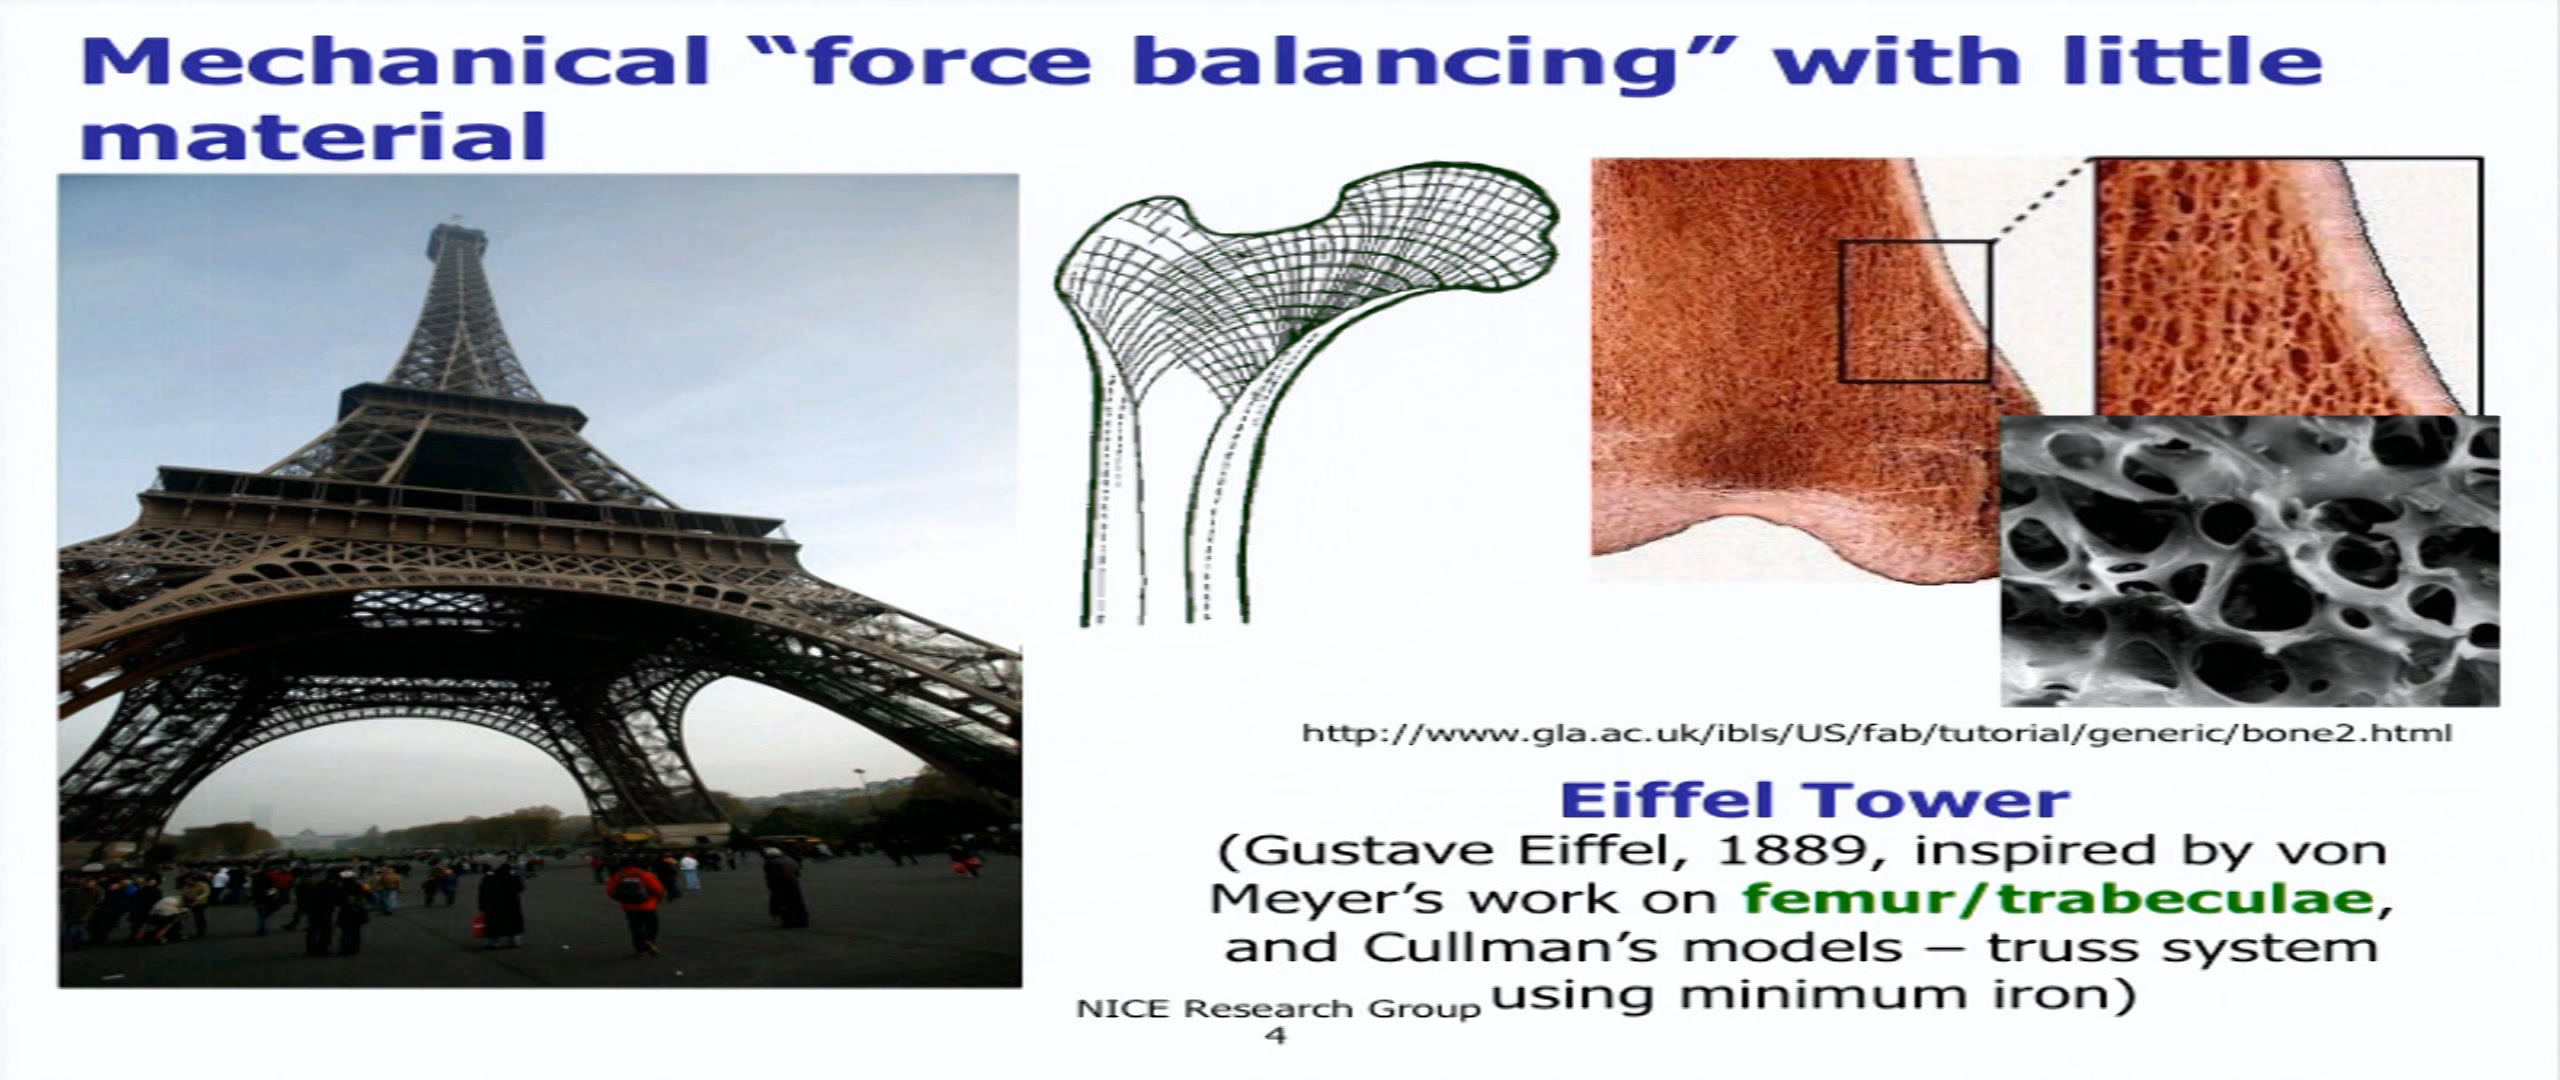 Mechanical “force balancing” with little
material
http://www.gla.ac.uk/ibls/US/fab/tutorial/generic/bone2.html
Eiffel Tower
(Gustave Eiffel, 1889, inspired by von
Meyer’s work on femur/trabeculae,
and Cullman’s models – truss system
using minimum iron)
NICE Research Group
4